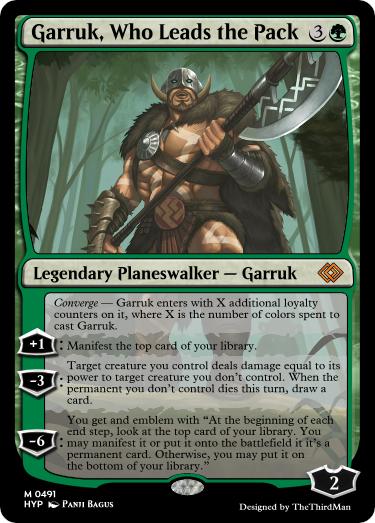 Garruk, Who Leads the Pack 3
Legendary Planeswalker — Garruk
Converge — Garruk enters with X additional loyalty
counters on it, where X is the number of colors spent to
cast Garruk.
+1 : Manifest the top card of your library.
Target creature you control deals damage equal to its
-3 : power to target creature you don't control. When the
permanent you don't control dies this turn, draw a
card.
You get and emblem with “At the beginning of each
end step, look at the top card of your library. You
-6 : may manifest it or put it onto the battlefield if it's a
permanent card. Otherwise, you may put it on
the bottom of your library.”
2
M 0491
HYP Panji Bagus
Designed by TheThirdMan